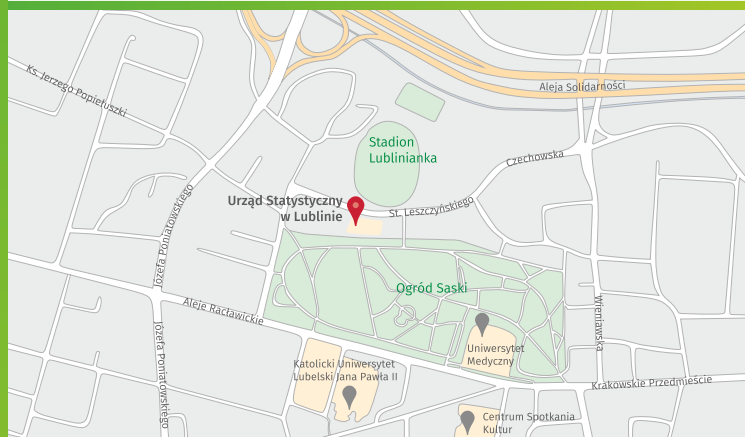 Ks. Jerzego Popiełuszki
Aleja Solidarności
Stadion
Lublinianka
Czechowska
Urząd Statystyczny
w Lublinie
St. Leszczyńskiego
Józefa Poniatowskiego
Ogród Saski
Aleje Racławickie
Wieniawska
Józefa Poniatowskiego
Uniwersytet
Medyczny
Katolicki Uniwersytet
Lubelski Jana Pawła II
Krakowskie Przedmieście
Centrum Spotkania
Kultur